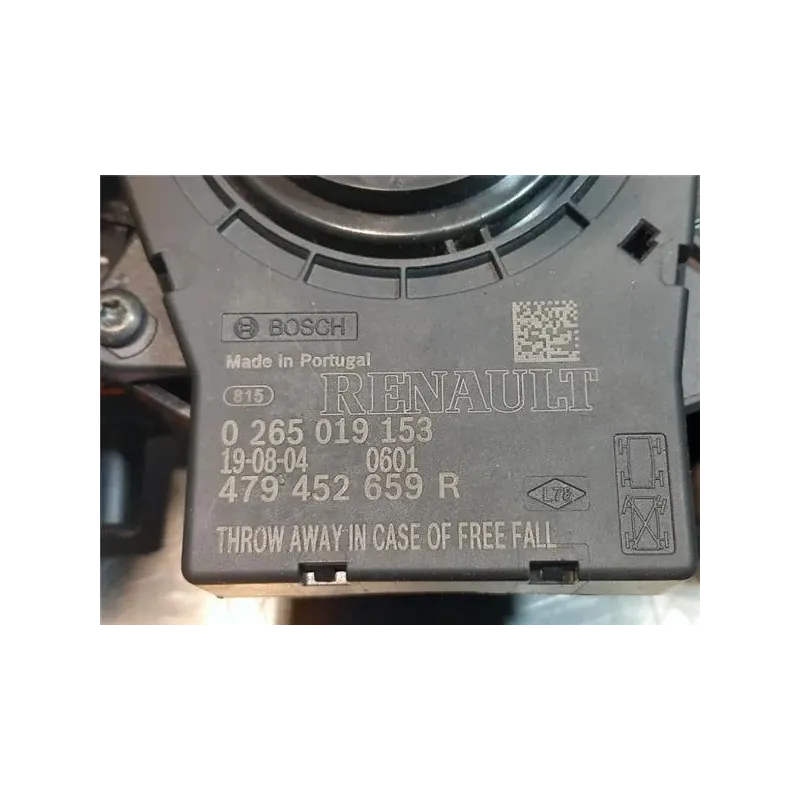 BOSCH
Made in Portugal
815 RENAULT
0 265 019 153
19-08-04 0601
479 452 659 R
L78
THROW AWAY IN CASE OF FREE FALL